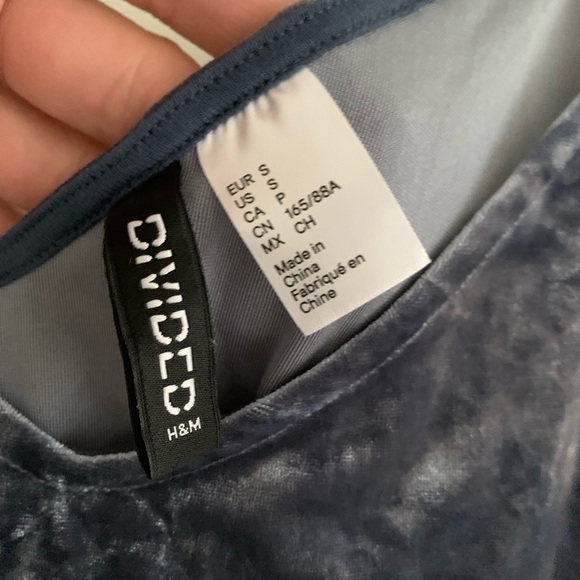 DIVIDED
H&M
EUR S
US S
CA P
CN 165/88A
MX CH
Made in
China
Fabriqué en
Chine